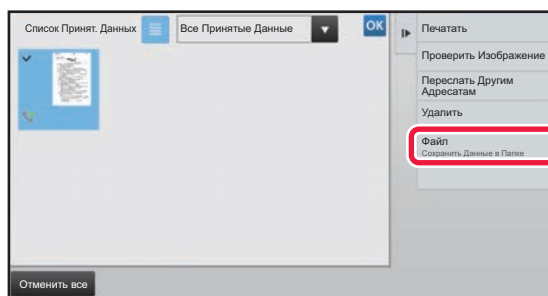 Список Принят. Данных
Все Принятые Данные
OK
Печатать
Проверить Изображение
Переслать Другим
Адресатам
Удалить
Файл
Сохранить Данные в Папке
Отменить все